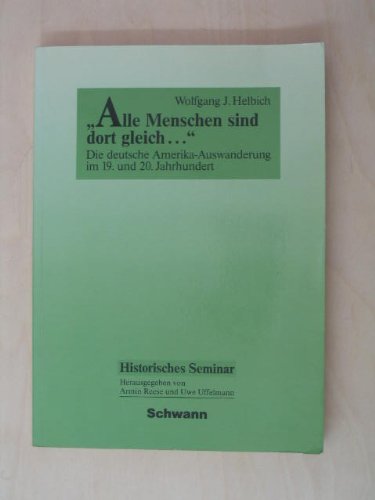 Wolfgang J. Helbich
„Alle Menschen sind
dort gleich..."
Die deutsche Amerika-Auswanderung
im 19. und 20. Jahrhundert
Historisches Seminar
Herausgegeben von
Armin Reese und Uwe Uffelmann
Schwann